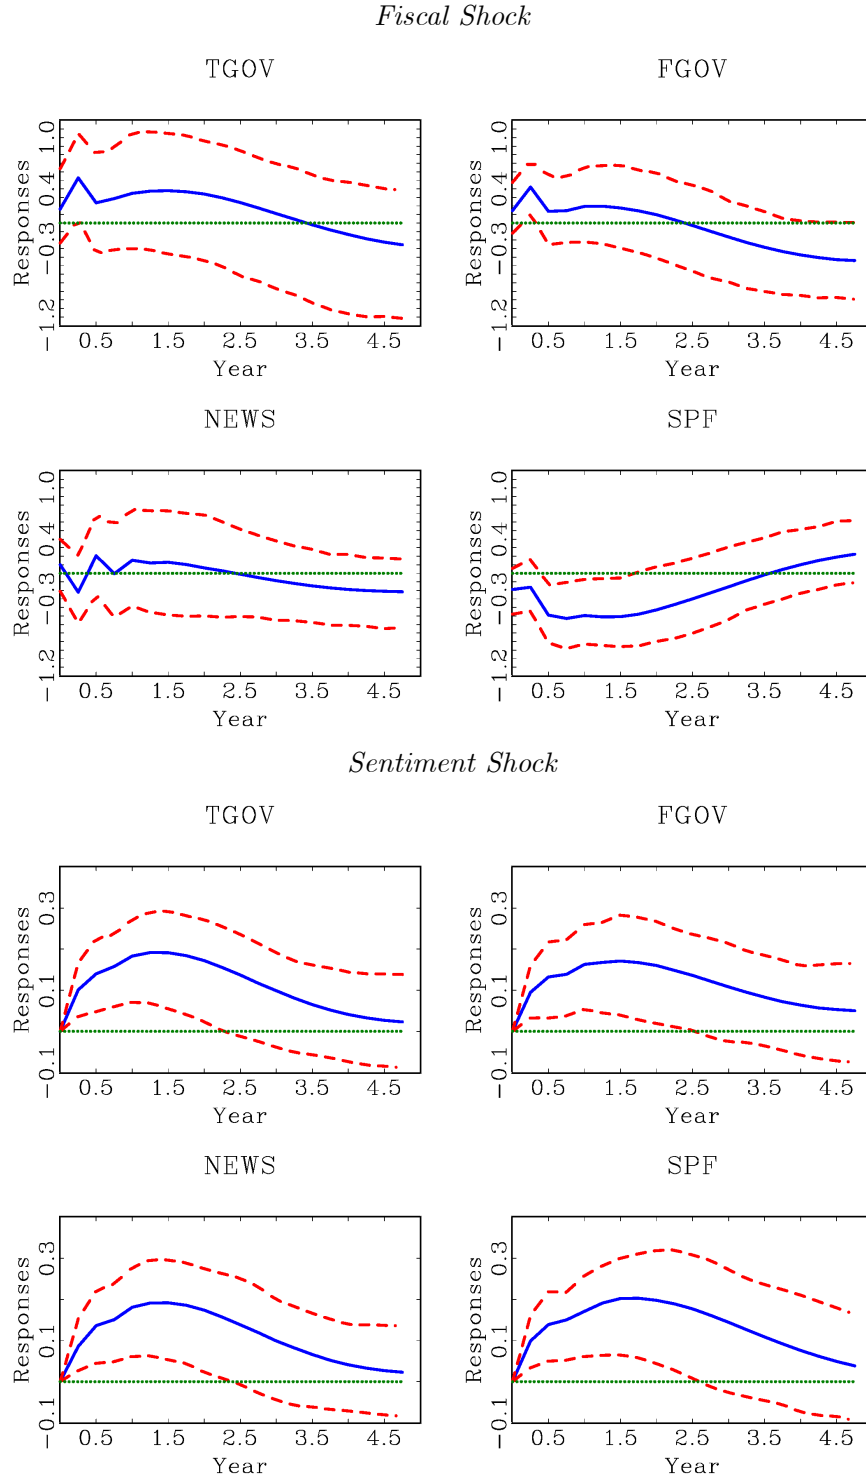 Fiscal Shock
TGOV FGOV
Responses 1.0 0.4 −0.3 −1.2 Responses 1.0 0.4 −0.3 −1.2
0.5 1.5 2.5 3.5 4.5 0.5 1.5 2.5 3.5 4.5
Year Year
NEWS SPF
Responses 1.0 0.4 −0.3 −1.2 Responses 1.0 0.4 −0.3 −1.2
0.5 1.5 2.5 3.5 4.5 0.5 1.5 2.5 3.5 4.5
Year Year
Sentiment Shock
TGOV FGOV
Responses 0.3 0.1 −0.1 Responses 0.3 0.1 −0.1
0.5 1.5 2.5 3.5 4.5 0.5 1.5 2.5 3.5 4.5
Year Year
NEWS SPF
Responses 0.3 0.1 −0.1 Responses 0.3 0.1 −0.1
0.5 1.5 2.5 3.5 4.5 0.5 1.5 2.5 3.5 4.5
Year Year